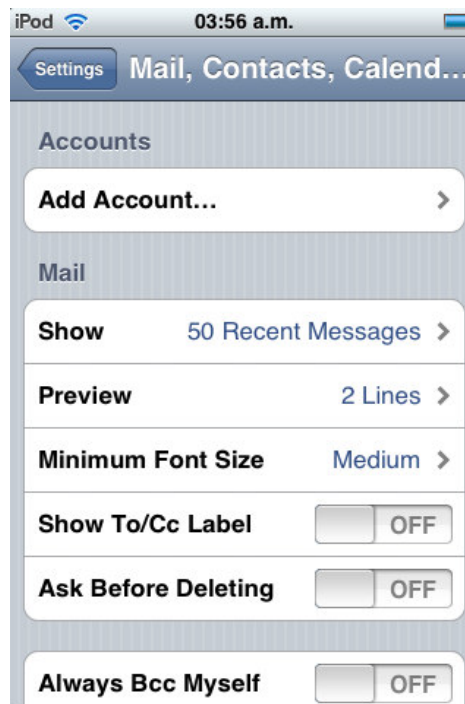 iPod 03:56 a.m.
Settings Mail, Contacts, Calend...
Accounts
Add Account...
Mail
Show 50 Recent Messages
Preview 2 Lines
Minimum Font Size Medium
Show To/Cc Label OFF
Ask Before Deleting OFF
Always Bcc Myself OFF